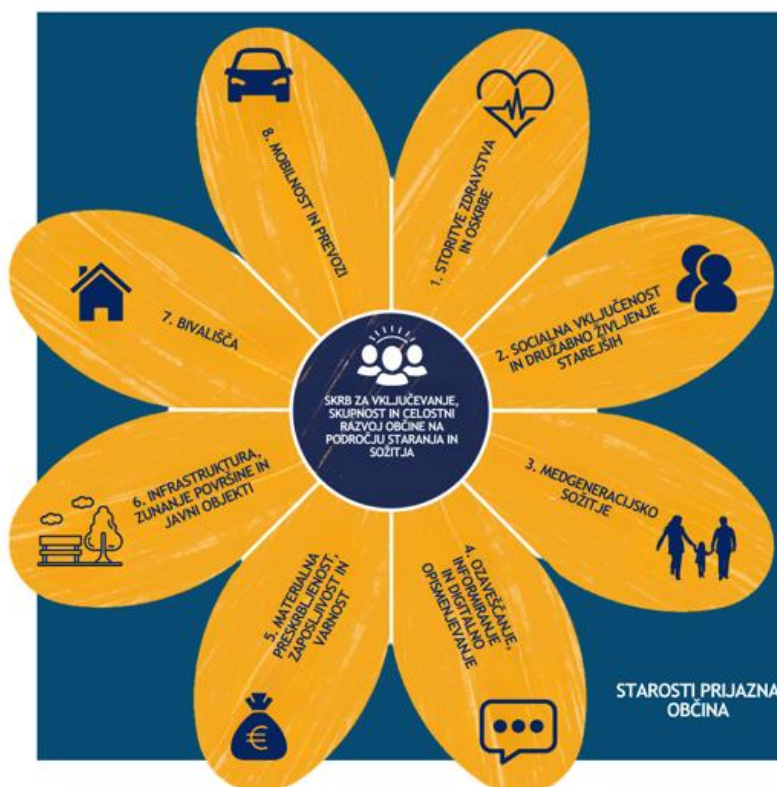 8. MOBILNOST IN PREVOZI
1. STORITVE ZDRAVSTVA
IN OSKRBE
7. BIVALIŠČA
2. SOCIALNA VKLJUČENOST
IN DRUŽABNO ŽIVLJENJE
STAREJŠIH
SKRB ZA VKLJUČEVANJE,
SKUPNOST IN CELOSTNI
RAZVOJ OBČINE NA
PODROČJU STARANJA IN
SOŽITJA
6. INFRASTRUKTURA,
ZUNANJE POVRŠINE IN
JAVNI OBJEKTI
3. MEDGENERACIJSKO
SOŽITJE
5. MATERIALNA
PRESKRBLJENOST,
ZAPOSLJIVOST IN
VARNOST
4. OZAVEŠČANJE,
INFORMIRANJE
IN DIGITALNO
OPISMENJEVANJE
€
STAROSTI PRIJAZNA
OBČINA